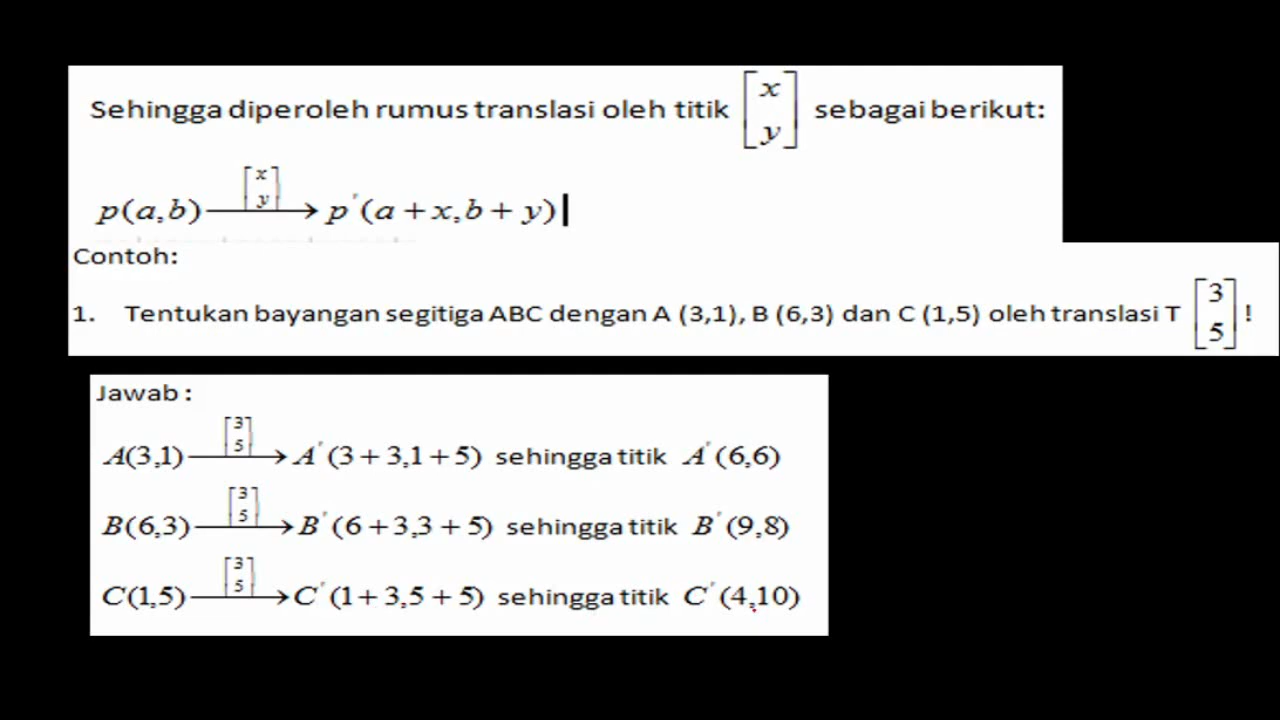 Sehingga diperoleh rumus translasi oleh titik [x y] sebagai berikut:
p(a,b) —[x y]→ p'(a + x,b + y)
Contoh:
1. Tentukan bayangan segitiga ABC dengan A (3,1), B (6,3) dan C (1,5) oleh translasi T [3 5] !
Jawab :
A(3,1) —[3 5]→ A'(3 + 3,1 + 5) sehingga titik A'(6,6)
B(6,3) —[3 5]→ B'(6 + 3,3 + 5) sehingga titik B'(9,8)
C(1,5) —[3 5]→ C'(1 + 3,5 + 5) sehingga titik C'(4,10)